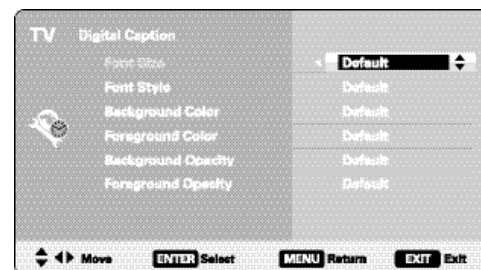 TV Digital Caption
Font Size Default
Font Style Default
Background Color Default
Foreground Color Default
Background Opacity Default
Foreground Opacity Default
Move ENTER Select MENU Return EXIT Exit